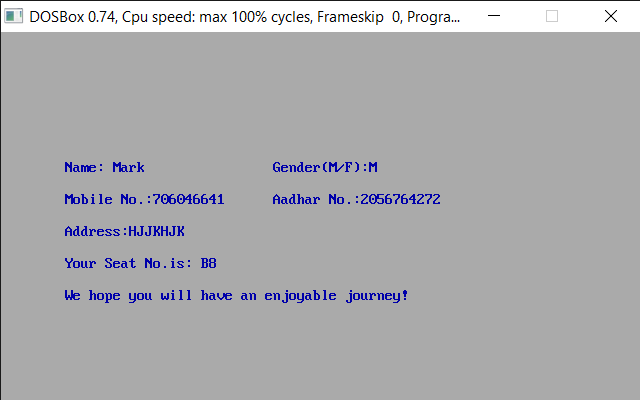 DOSBox 0.74, Cpu speed: max 100% cycles, Frameskip 0, Progra...
Name: Mark Gender(M/F):M
Mobile No.:706046641 Aadhar No.:2056764272
Address:HJJKHJK
Your Seat No.is: B8
We hope you will have an enjoyable journey!